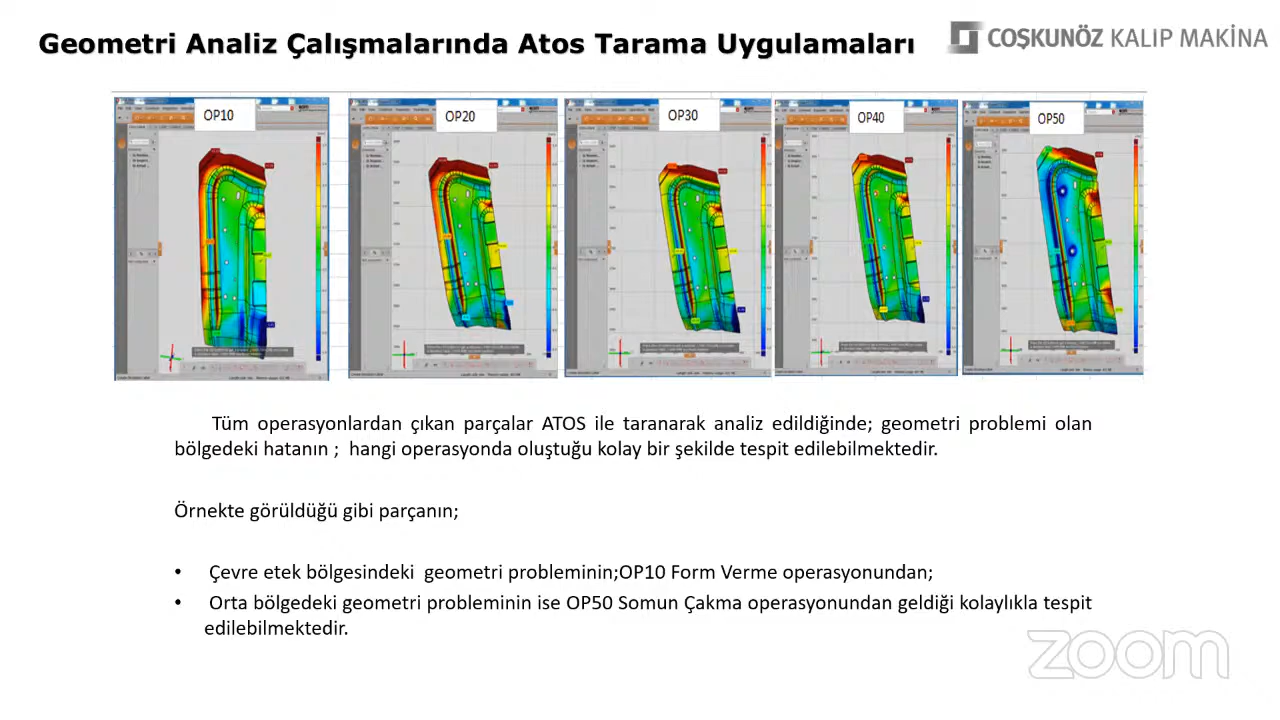 Geometri Analiz Çalışmalarında Atos Tarama Uygulamaları
COŞKUNÖZ KALIP MAKİNA
OP10
OP20
OP30
OP40
OP50
Tüm operasyonlardan çıkan parçalar ATOS ile taranarak analiz edildiğinde; geometri problemi olan
bölgedeki hatanın ; hangi operasyonda oluştuğu kolay bir şekilde tespit edilebilmektedir.
Örnekte görüldüğü gibi parçanın;
• Çevre etek bölgesindeki geometri probleminin;OP10 Form Verme operasyonundan;
• Orta bölgedeki geometri probleminin ise OP50 Somun Çakma operasyonundan geldiği kolaylıkla tespit
edilebilmektedir.
zoom